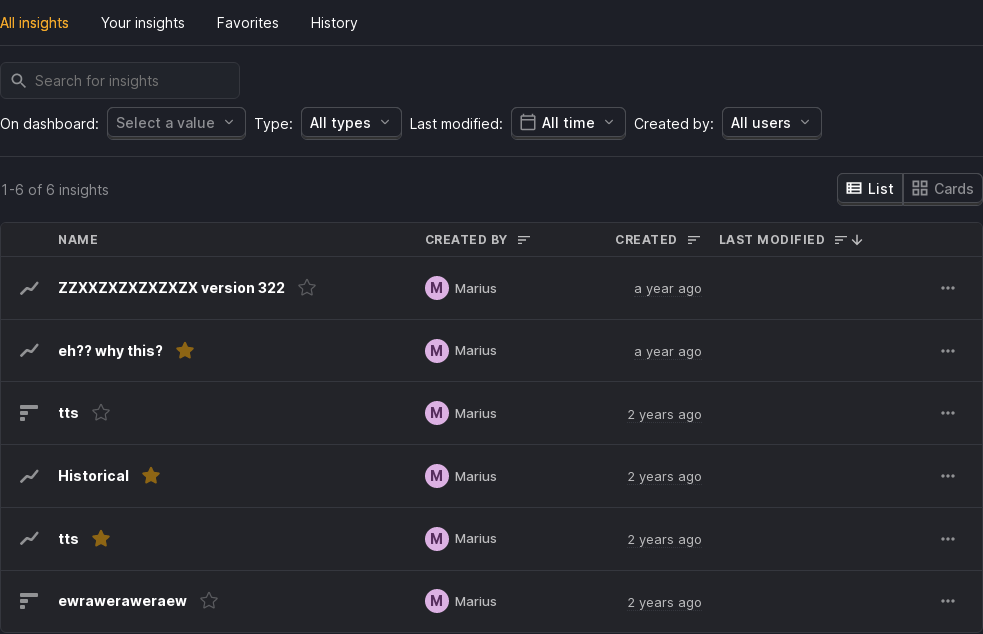 All insights Your insights Favorites History
Search for insights
On dashboard: Select a value Type: All types Last modified: All time Created by: All users
1-6 of 6 insights List Cards
NAME CREATED BY CREATED LAST MODIFIED
ZZXXZXZXZXZXZX version 322 M Marius a year ago
eh?? why this? M Marius a year ago
tts M Marius 2 years ago
Historical M Marius 2 years ago
tts M Marius 2 years ago
ewraweraweraew M Marius 2 years ago